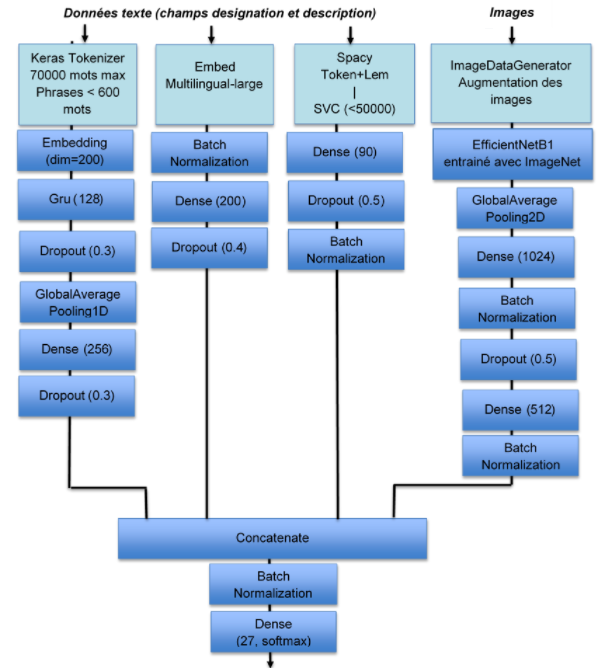 Données texte (champs designation et description)
Images
Keras Tokenizer
70000 mots max
Phrases < 600
mots
Embedding
(dim=200)
Gru (128)
Dropout (0.3)
GlobalAverage
Pooling1D
Dense (256)
Dropout (0.3)
Embed
Multilingual-large
Batch
Normalization
Dense (200)
Dropout (0.4)
Spacy
Token+Lem
|
SVC (<50000)
Dense (90)
Dropout (0.5)
Batch
Normalization
ImageDataGenerator
Augmentation des
images
EfficientNetB1
entrainé avec ImageNet
GlobalAverage
Pooling2D
Dense (1024)
Batch
Normalization
Dropout (0.5)
Dense (512)
Batch
Normalization
Concatenate
Batch
Normalization
Dense
(27, softmax)